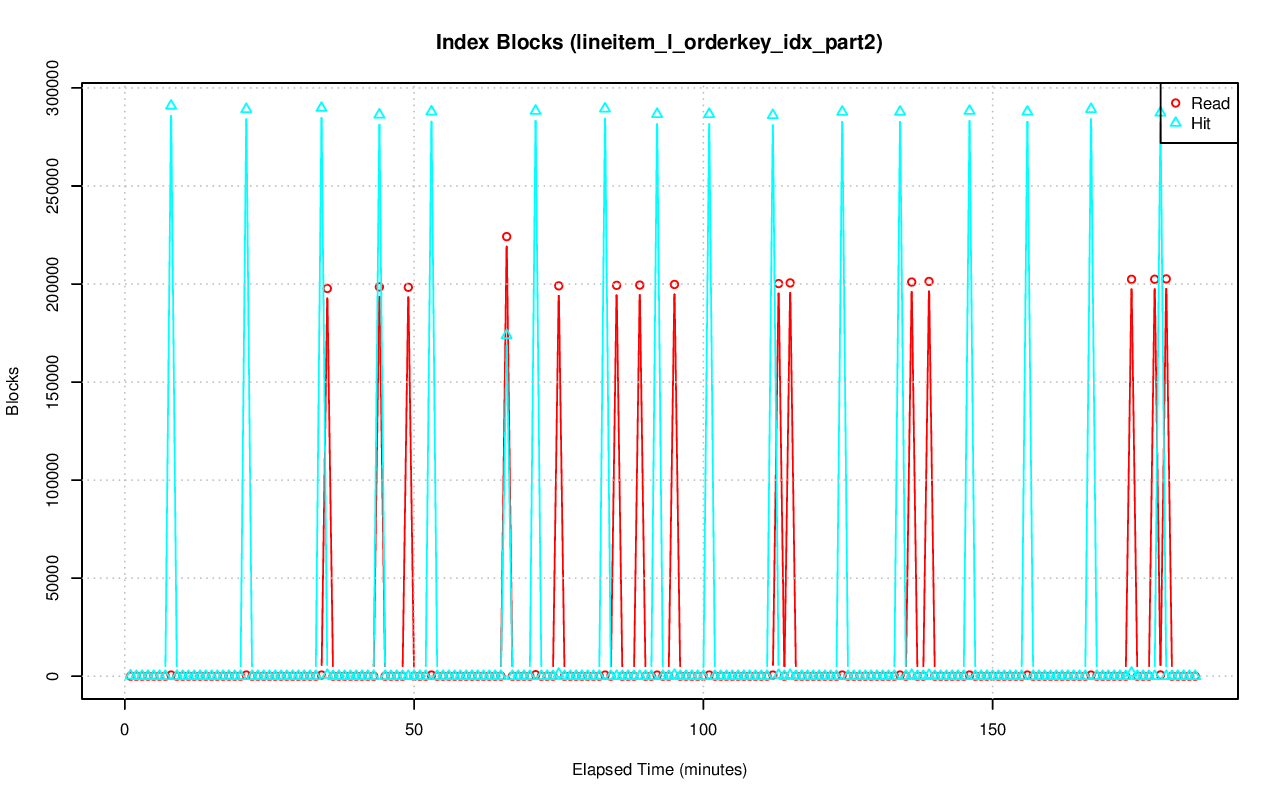 Index Blocks (lineitem_l_orderkey_idx_part2)
Read
Hit
Blocks
300000
250000
200000
150000
100000
50000
0
0 50 100 150
Elapsed Time (minutes)